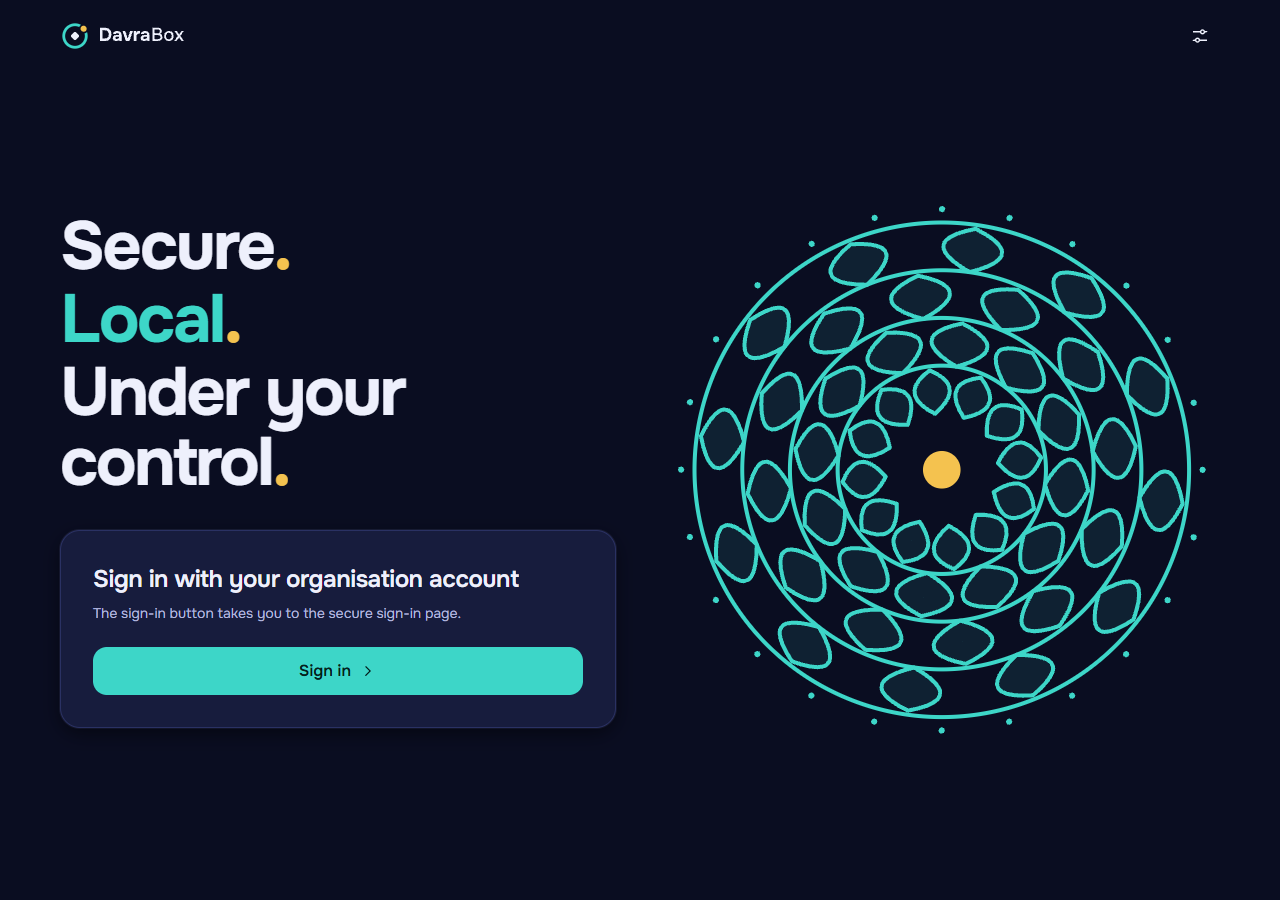 DavraBox
Secure.
Local.
Under your
control.
Sign in with your organisation account
The sign-in button takes you to the secure sign-in page.
Sign in